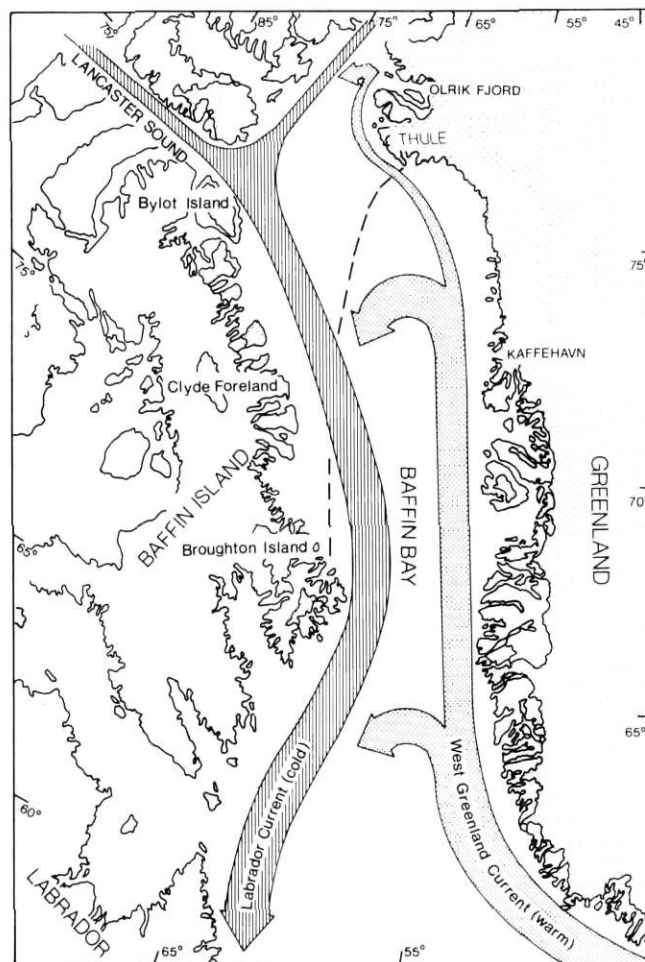 75°
85°
75°
65°
55°
45°
LANCASTER SOUND
OLRIK FJORD
THULE
Bylot Island
75°
75°
KAFFEHAVN
Clyde Foreland
BAFFIN ISLAND
BAFFIN BAY
GREENLAND
70°
65°
Broughton Island
65°
60°
Labrador Current (cold)
West Greenland Current (warm)
LABRADOR
65°
55°